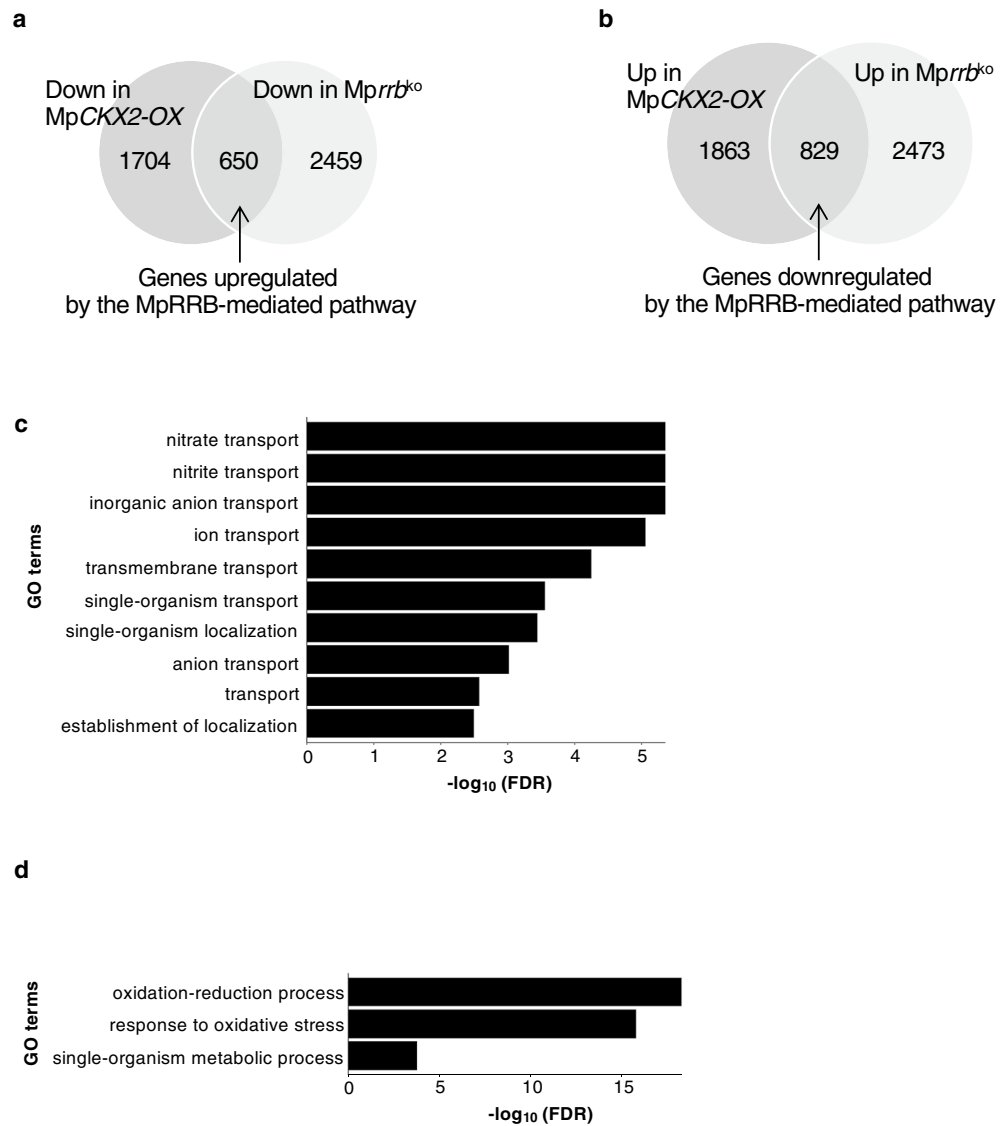 a
Down in
MpCKX2-OX
Down in Mprrbᵏᵒ
1704
650
2459
Genes upregulated
by the MpRRB-mediated pathway
b
Up in
MpCKX2-OX
Up in Mprrbᵏᵒ
1863
829
2473
Genes downregulated
by the MpRRB-mediated pathway
c
GO terms
nitrate transport
nitrite transport
inorganic anion transport
ion transport
transmembrane transport
single-organism transport
single-organism localization
anion transport
transport
establishment of localization
0 1 2 3 4 5
-log₁₀ (FDR)
d
GO terms
oxidation-reduction process
response to oxidative stress
single-organism metabolic process
0 5 10 15
-log₁₀ (FDR)